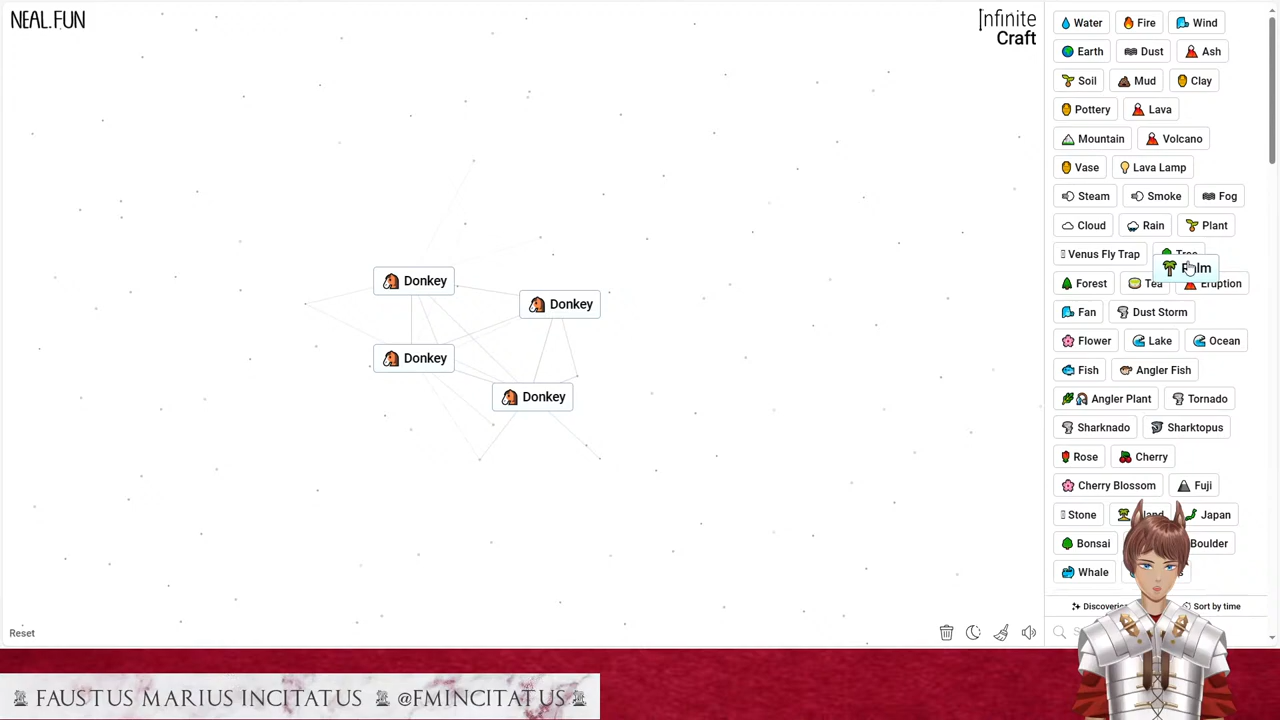 NEAL.FUN
Infinite
Craft
Water Fire Wind
Earth Dust Ash
Soil Mud Clay
Pottery Lava
Mountain Volcano
Vase Lava Lamp
Steam Smoke Fog
Cloud Rain Plant
Venus Fly Trap Tree
Palm
Forest Tea Eruption
Fan Dust Storm
Flower Lake Ocean
Fish Angler Fish
Angler Plant Tornado
Sharknado Sharktopus
Rose Cherry
Cherry Blossom Fuji
Stone Island Japan
Bonsai Boulder
Whale
Donkey
Donkey
Donkey
Donkey
Discoveries Sort by time
Reset
FAUSTUS MARIUS INCITATUS @FMINCITATUS